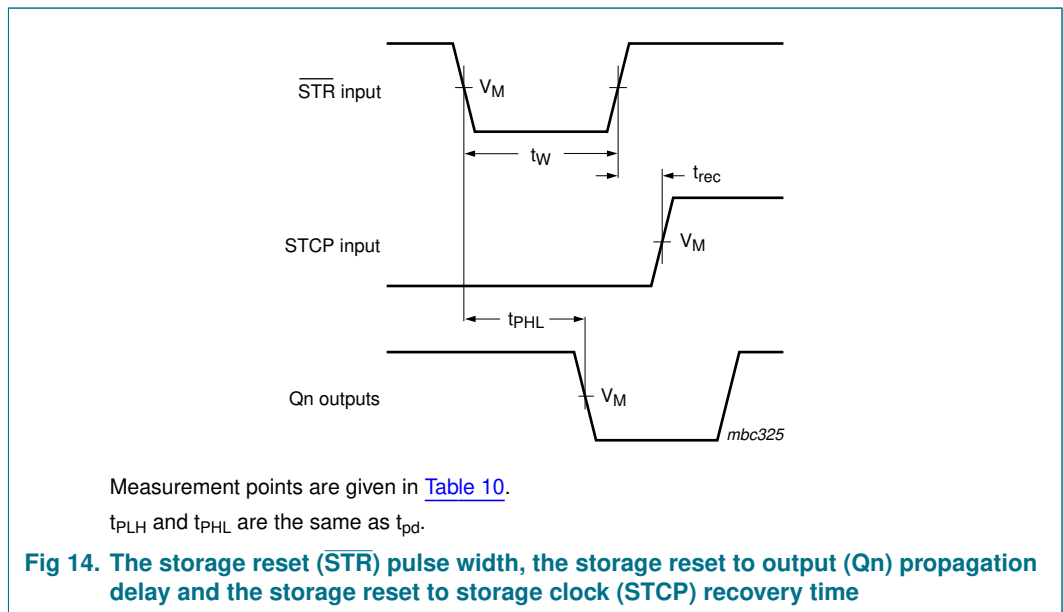 STR input
VM
tW
trec
STCP input
VM
tPHL
Qn outputs
VM
mbc325
Measurement points are given in Table 10.
tPLH and tPHL are the same as tpd.
Fig 14. The storage reset (STR) pulse width, the storage reset to output (Qn) propagation
delay and the storage reset to storage clock (STCP) recovery time